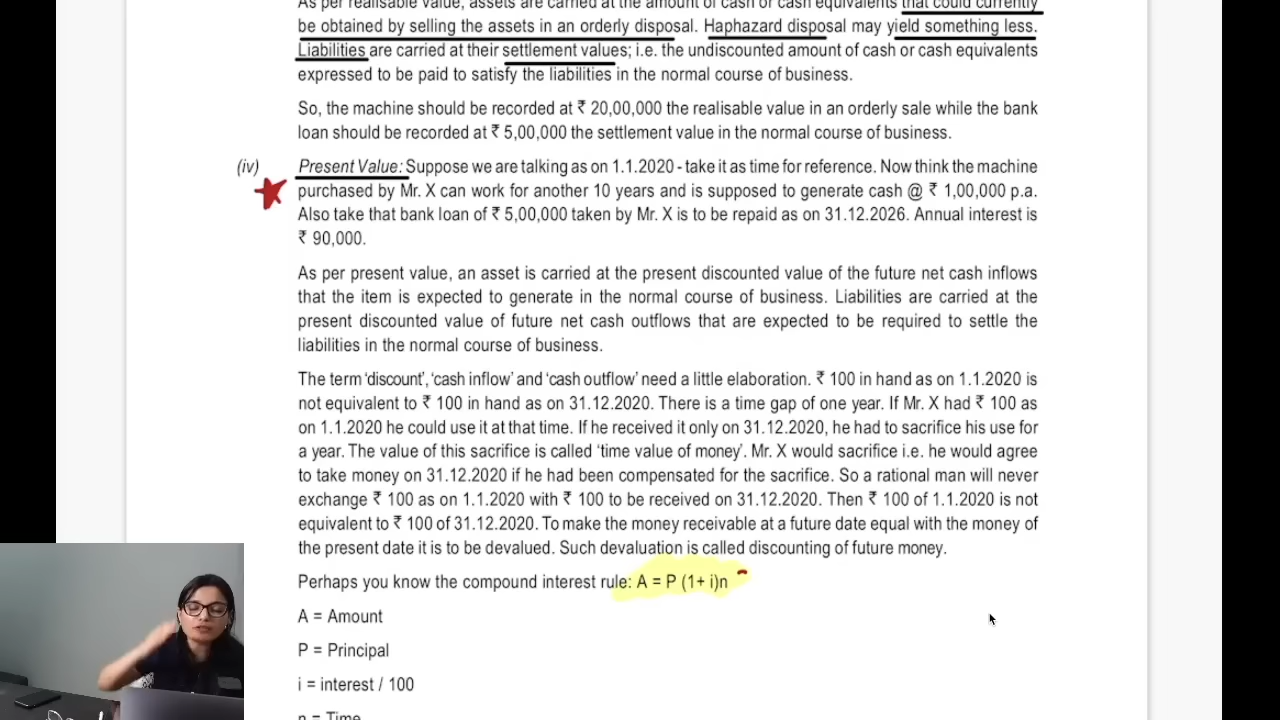 As per realisable value, assets are carried at the amount of cash or cash equivalents that could currently
be obtained by selling the assets in an orderly disposal. Haphazard disposal may yield something less.
Liabilities are carried at their settlement values; i.e. the undiscounted amount of cash or cash equivalents
expressed to be paid to satisfy the liabilities in the normal course of business.
So, the machine should be recorded at ₹ 20,00,000 the realisable value in an orderly sale while the bank
loan should be recorded at ₹ 5,00,000 the settlement value in the normal course of business.
(iv) Present Value: Suppose we are talking as on 1.1.2020 - take it as time for reference. Now think the machine
purchased by Mr. X can work for another 10 years and is supposed to generate cash @ ₹ 1,00,000 p.a.
Also take that bank loan of ₹ 5,00,000 taken by Mr. X is to be repaid as on 31.12.2026. Annual interest is
₹ 90,000.
As per present value, an asset is carried at the present discounted value of the future net cash inflows
that the item is expected to generate in the normal course of business. Liabilities are carried at the
present discounted value of future net cash outflows that are expected to be required to settle the
liabilities in the normal course of business.
The term 'discount', 'cash inflow' and 'cash outflow' need a little elaboration. ₹ 100 in hand as on 1.1.2020 is
not equivalent to ₹ 100 in hand as on 31.12.2020. There is a time gap of one year. If Mr. X had ₹ 100 as
on 1.1.2020 he could use it at that time. If he received it only on 31.12.2020, he had to sacrifice his use for
a year. The value of this sacrifice is called 'time value of money'. Mr. X would sacrifice i.e. he would agree
to take money on 31.12.2020 if he had been compensated for the sacrifice. So a rational man will never
exchange ₹ 100 as on 1.1.2020 with ₹ 100 to be received on 31.12.2020. Then ₹ 100 of 1.1.2020 is not
equivalent to ₹ 100 of 31.12.2020. To make the money receivable at a future date equal with the money of
the present date it is to be devalued. Such devaluation is called discounting of future money.
Perhaps you know the compound interest rule: A = P (1+ i)n
A = Amount
P = Principal
i = interest / 100
n = Time